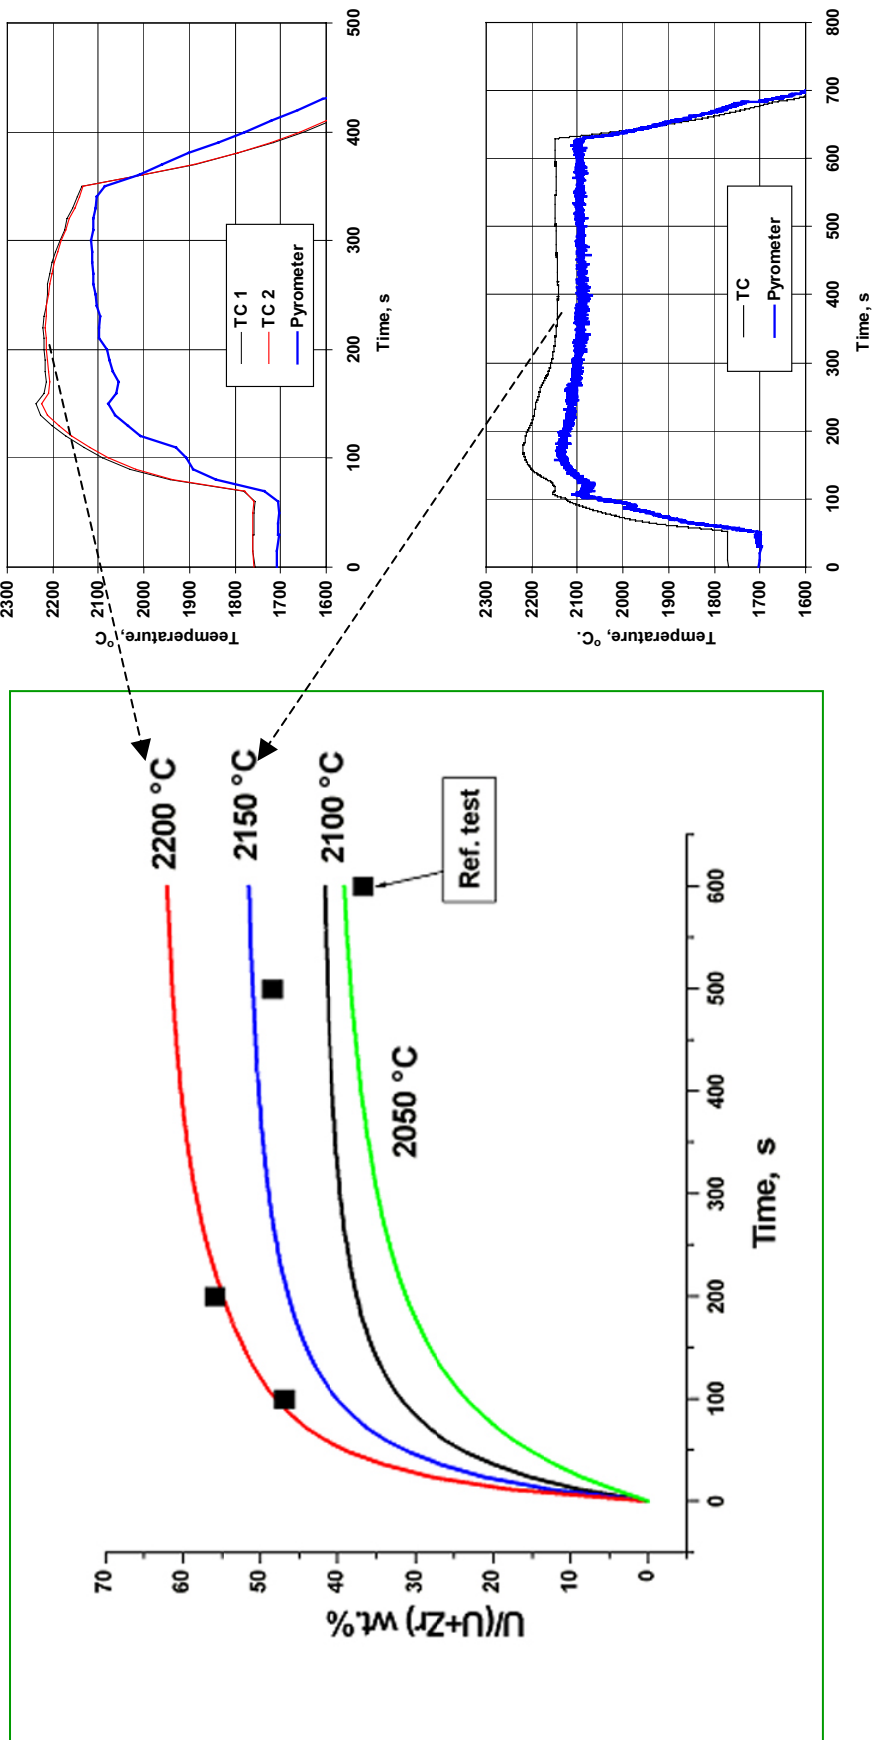 70
60
50
40
30
20
10
0
U/(U+Zr) wt.%
2200 °C
2150 °C
2100 °C
2050 °C
Ref. test
0
100
200
300
400
500
600
Time, s
2300
2200
2100
2000
1900
1800
1700
1600
Teemperature, °C
TC 1
TC 2
Pyrometer
0
100
200
300
400
500
Time, s
2300
2200
2100
2000
1900
1800
1700
1600
Temperature, °C.
TC
Pyrometer
0
100
200
300
400
500
600
700
800
Time, s